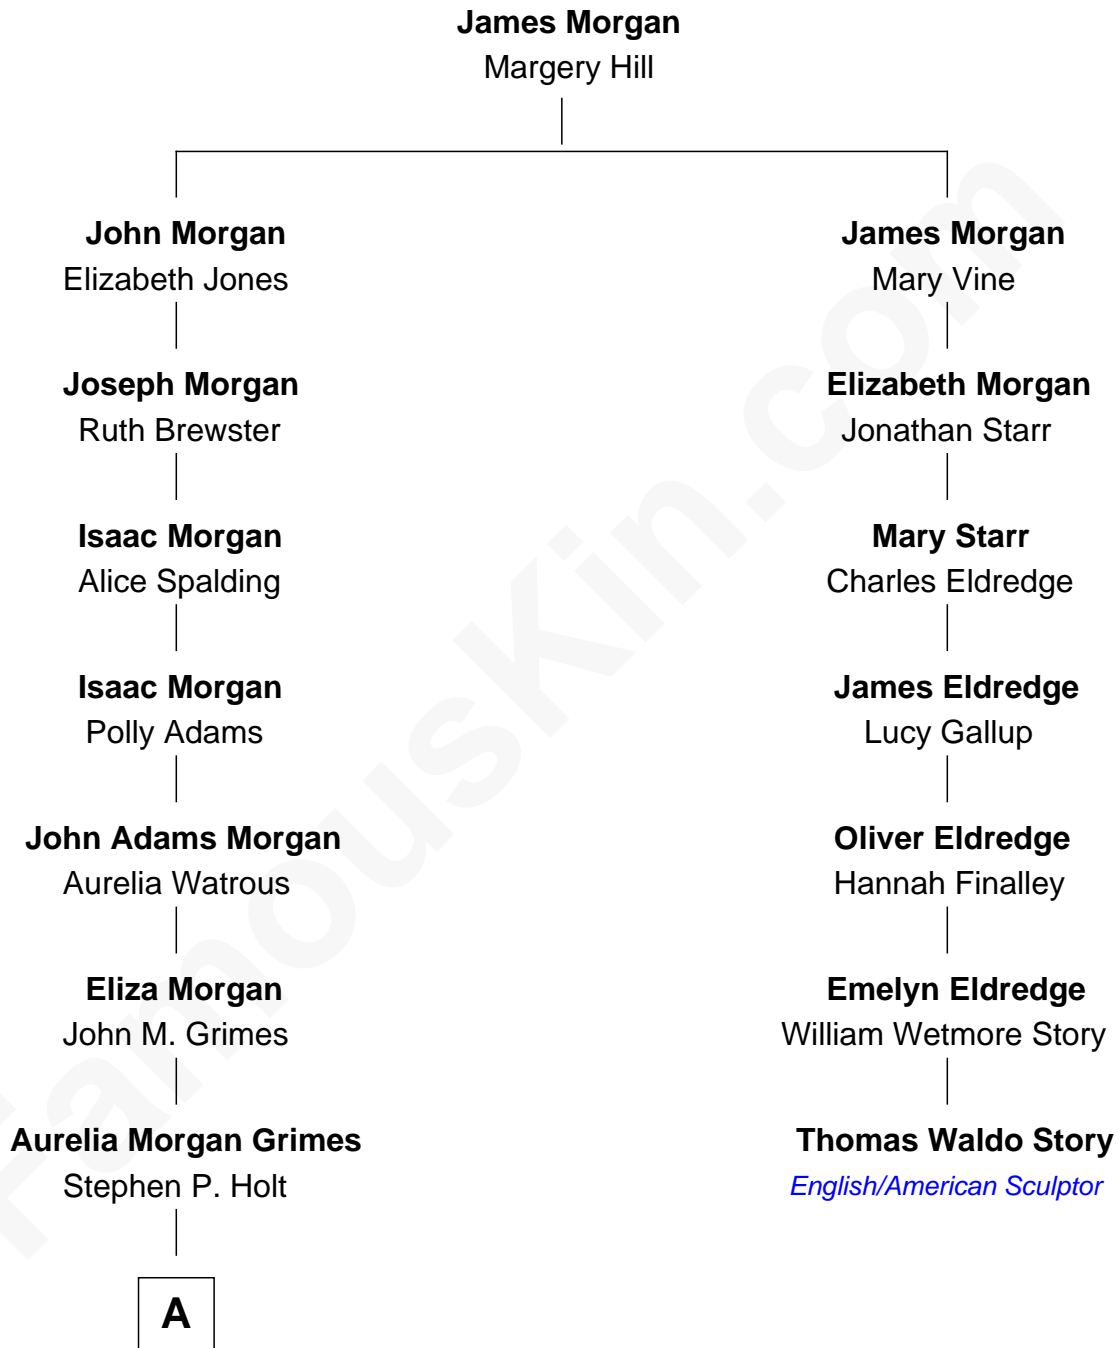 James Morgan
Margery Hill
John Morgan
Elizabeth Jones
James Morgan
Mary Vine
Joseph Morgan
Ruth Brewster
Elizabeth Morgan
Jonathan Starr
Isaac Morgan
Alice Spalding
Mary Starr
Charles Eldredge
Isaac Morgan
Polly Adams
James Eldredge
Lucy Gallup
John Adams Morgan
Aurelia Watrous
Oliver Eldredge
Hannah Finalley
Eliza Morgan
John M. Grimes
Emelyn Eldredge
William Wetmore Story
Aurelia Morgan Grimes
Stephen P. Holt
Thomas Waldo Story
English/American Sculptor
A
FamousKin.com